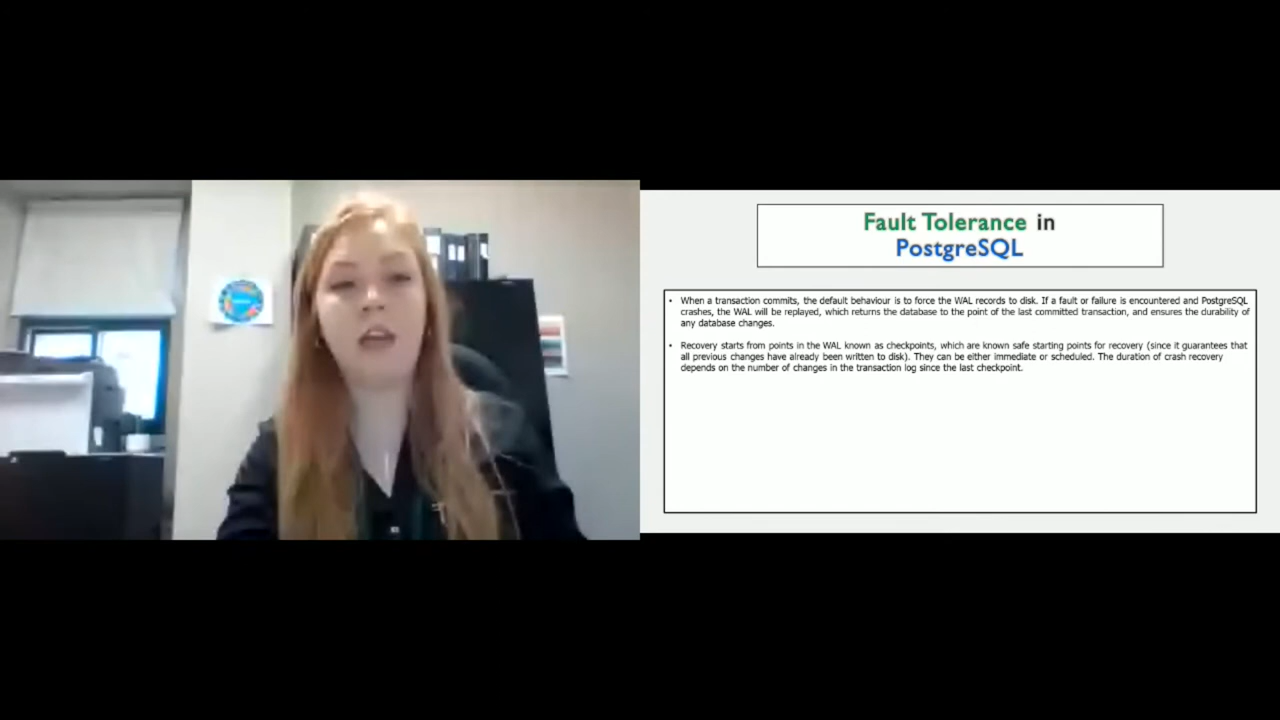 Fault Tolerance in
PostgreSQL
• When a transaction commits, the default behaviour is to force the WAL records to disk. If a fault or failure is encountered and PostgreSQL
crashes, the WAL will be replayed, which returns the database to the point of the last committed transaction, and ensures the durability of
any database changes.
• Recovery starts from points in the WAL known as checkpoints, which are known safe starting points for recovery (since it guarantees that
all previous changes have already been written to disk). They can be either immediate or scheduled. The duration of crash recovery
depends on the number of changes in the transaction log since the last checkpoint.